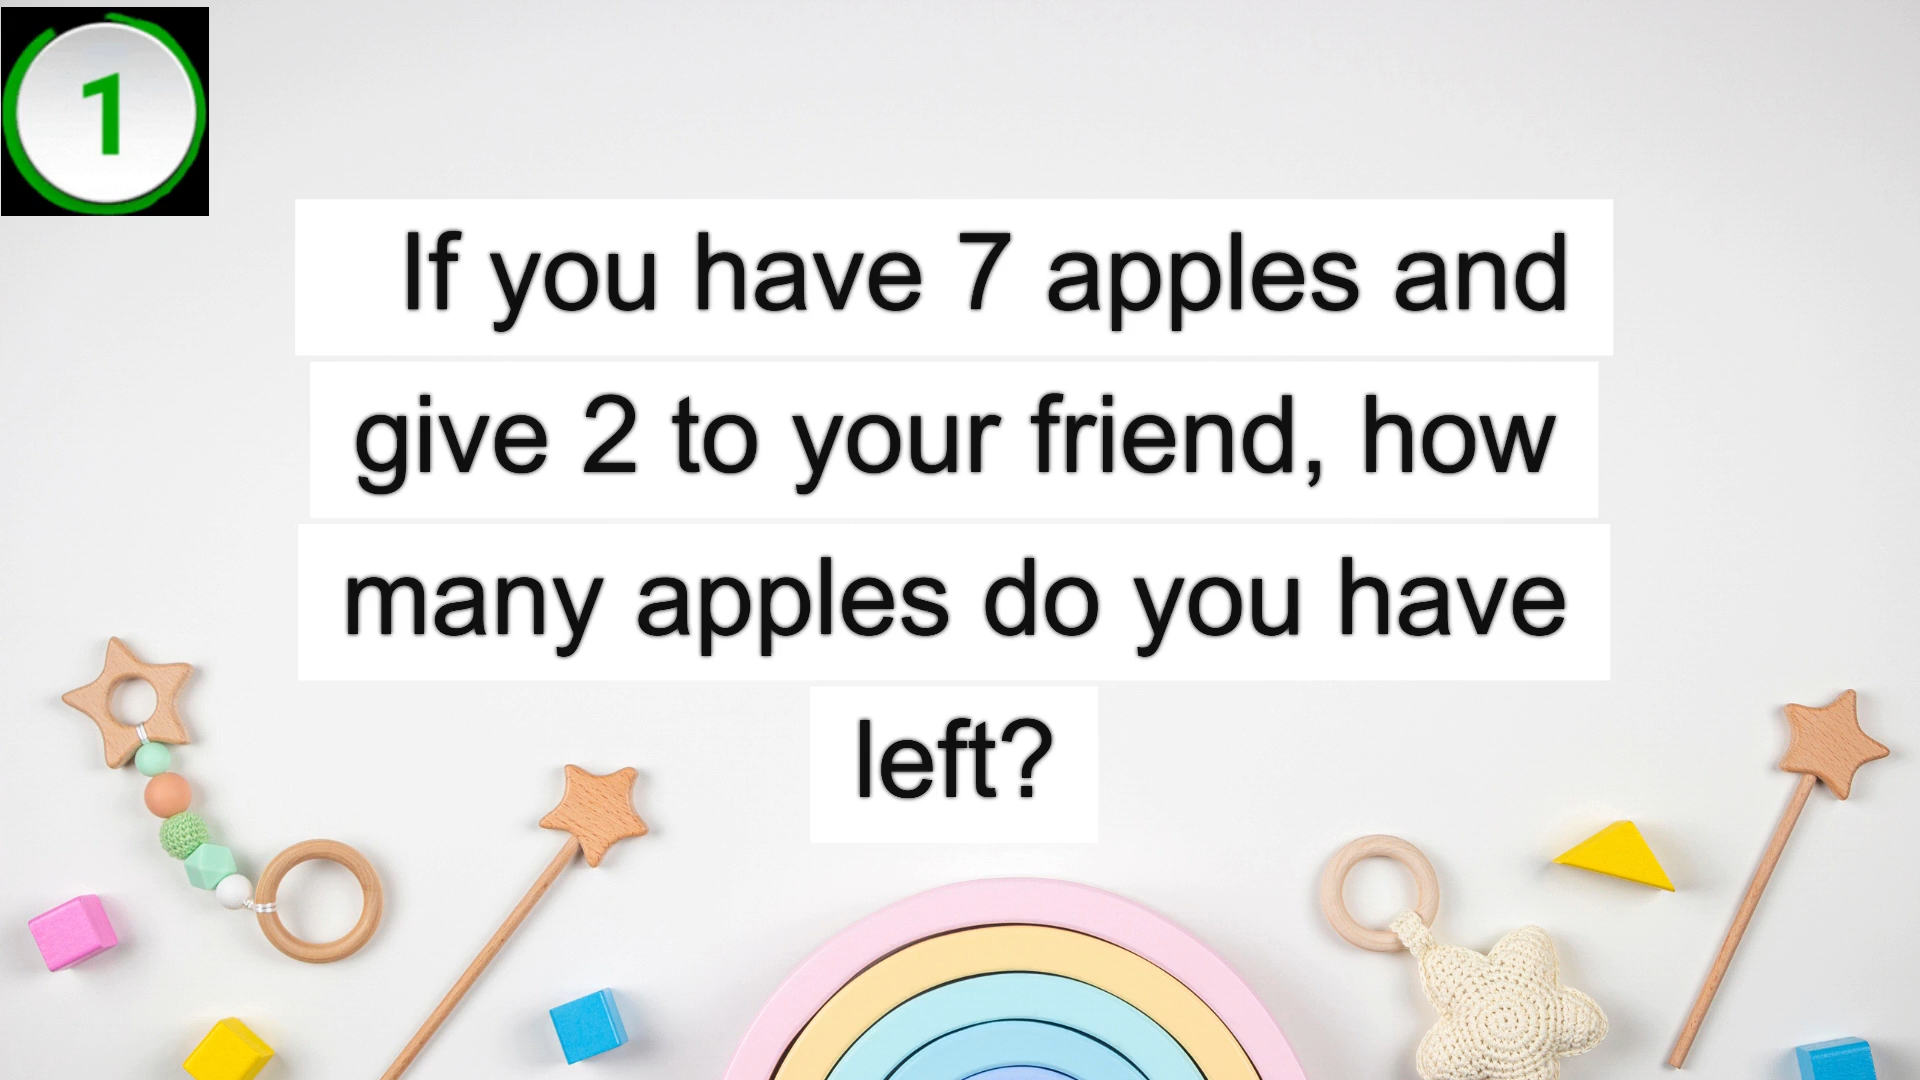 1
If you have 7 apples and
give 2 to your friend, how
many apples do you have
left?